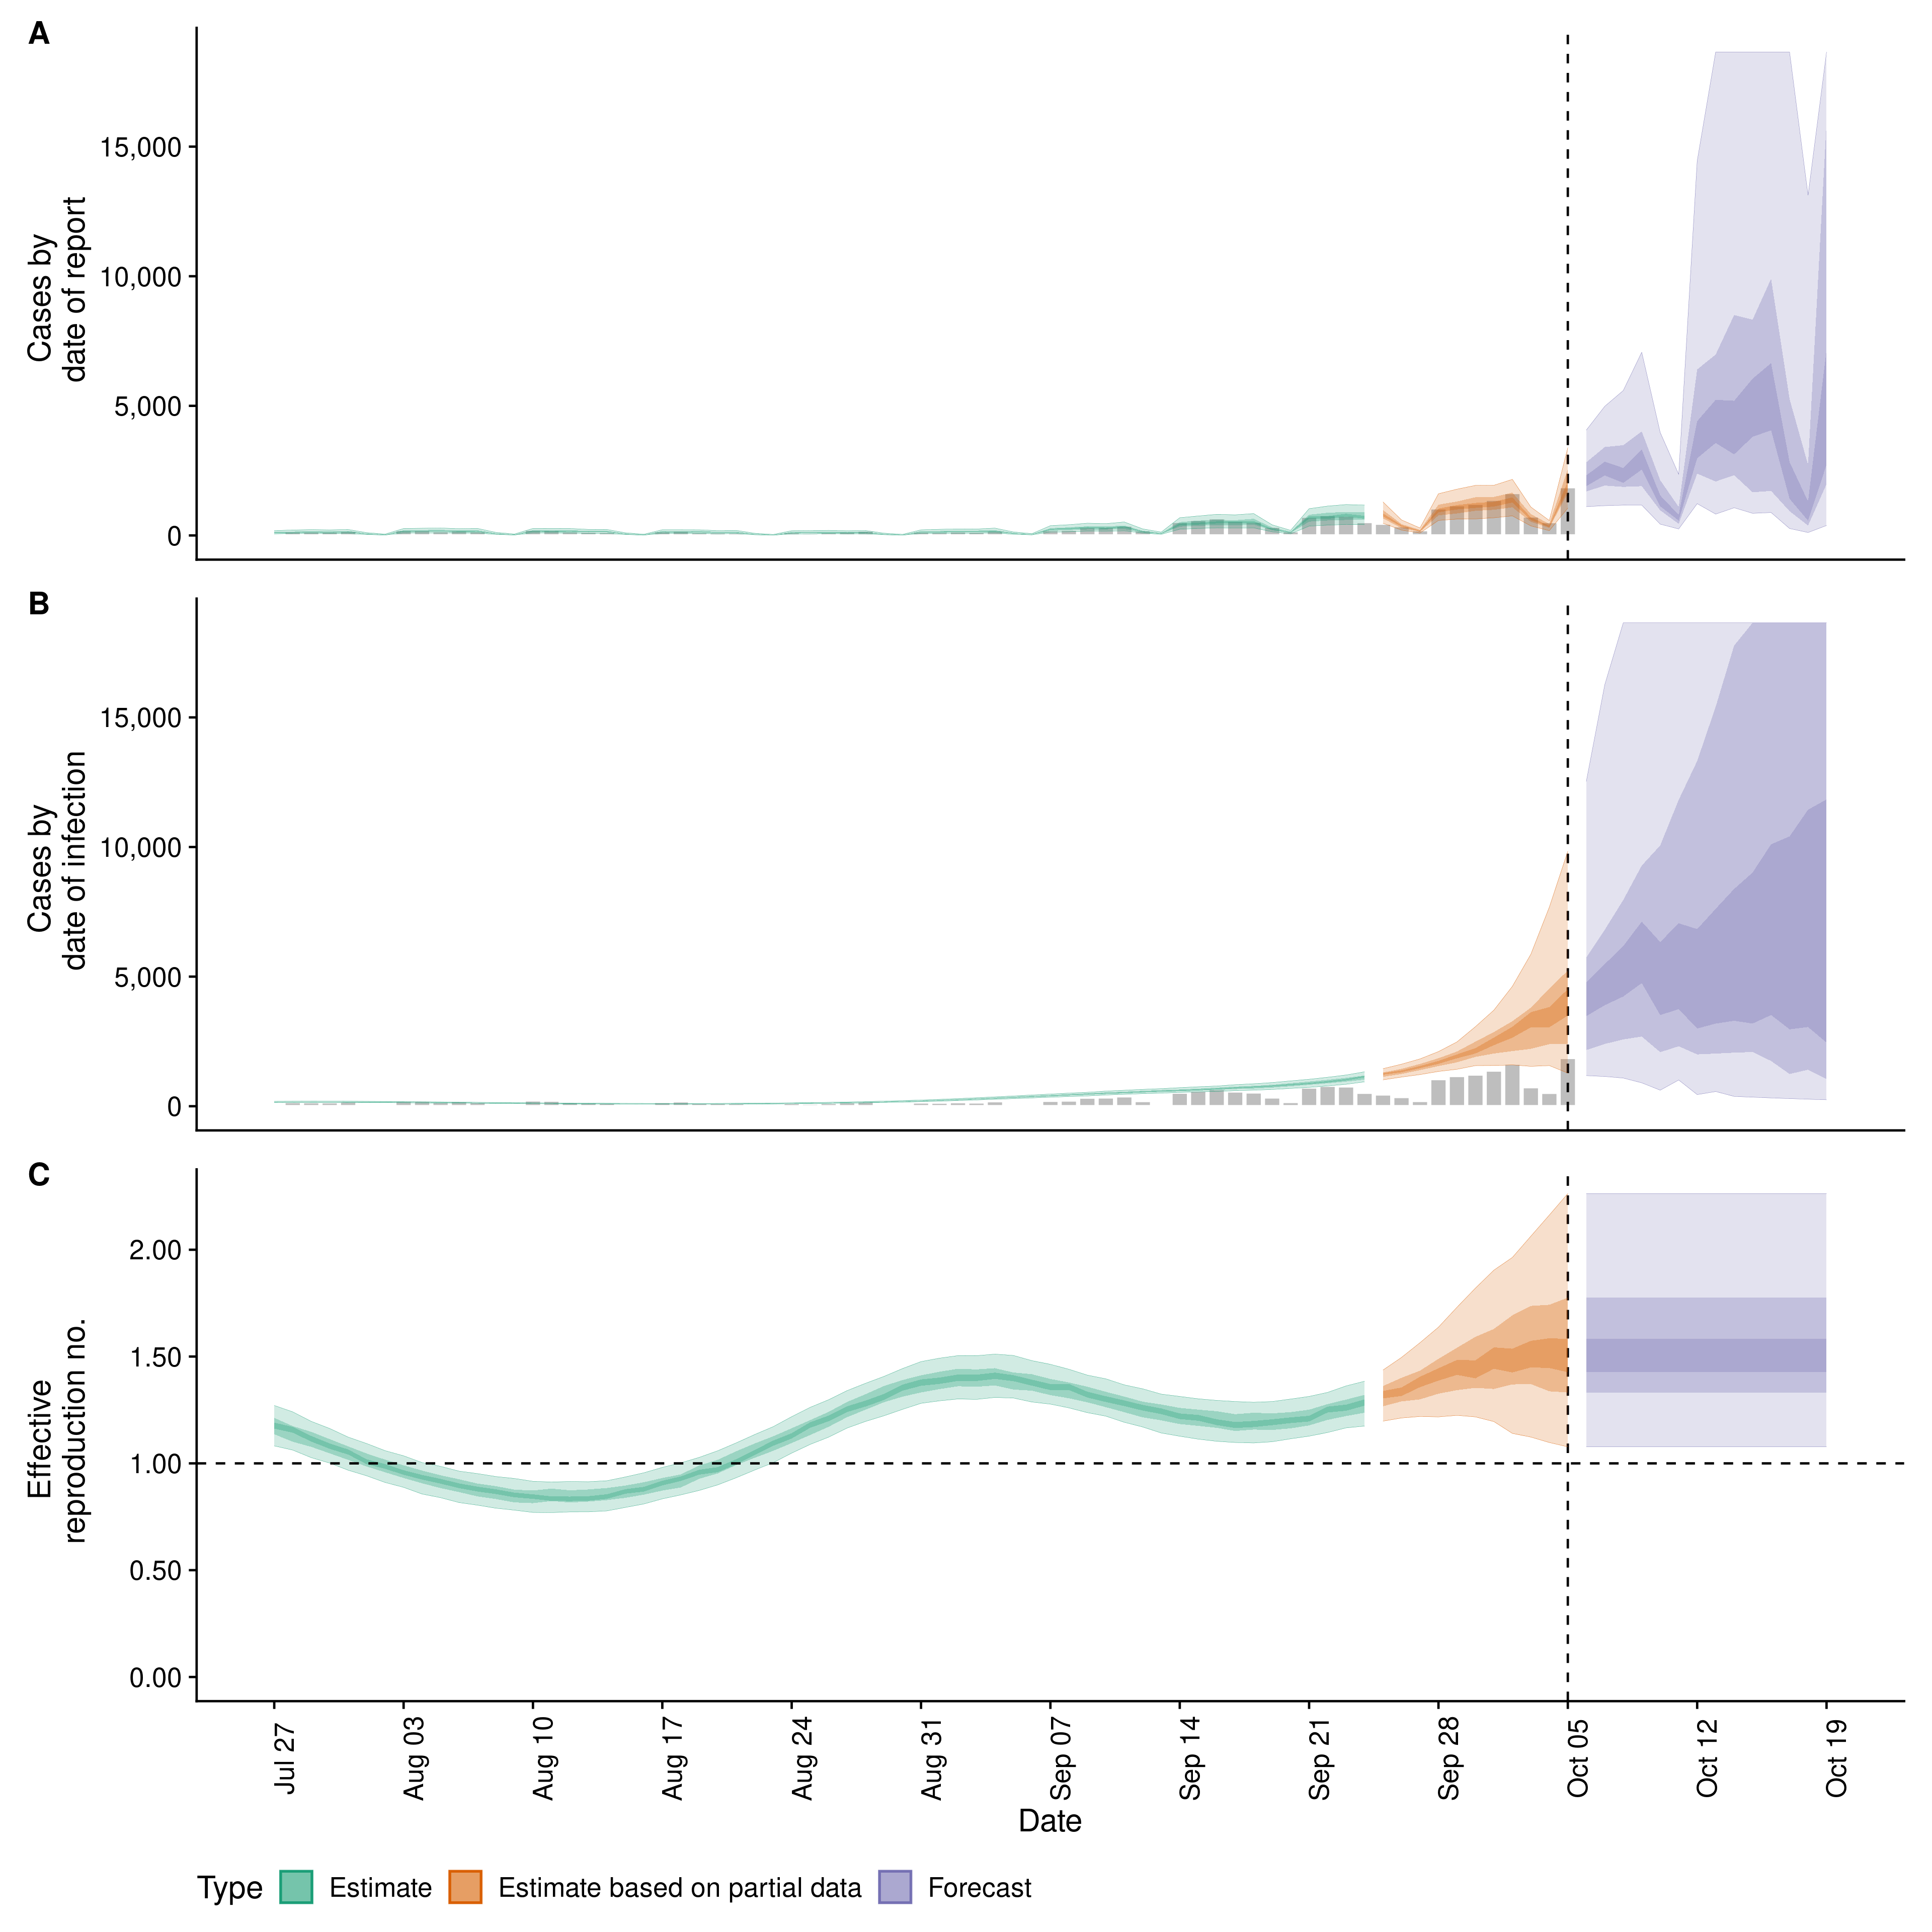 A
Cases by
date of report
15,000
10,000
5,000
0
B
Cases by
date of infection
15,000
10,000
5,000
0
C
Effective
reproduction no.
2.00
1.50
1.00
0.50
0.00
Jul 27
Aug 03
Aug 10
Aug 17
Aug 24
Aug 31
Sep 07
Sep 14
Sep 21
Sep 28
Oct 05
Oct 12
Oct 19
Date
Type Estimate Estimate based on partial data Forecast